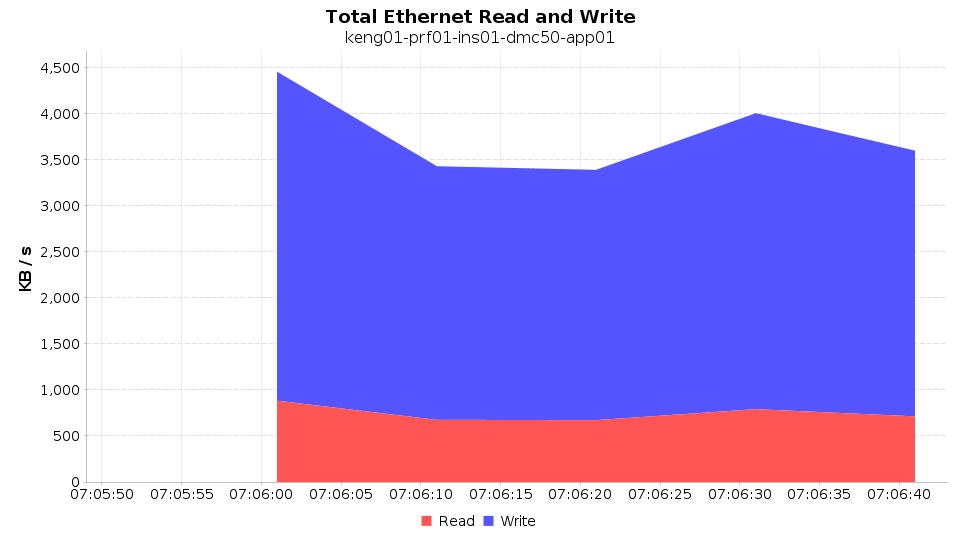 Total Ethernet Read and Write
keng01-prf01-ins01-dmc50-app01
KB / s
4,500
4,000
3,500
3,000
2,500
2,000
1,500
1,000
500
0
07:05:50 07:05:55 07:06:00 07:06:05 07:06:10 07:06:15 07:06:20 07:06:25 07:06:30 07:06:35 07:06:40
Read Write